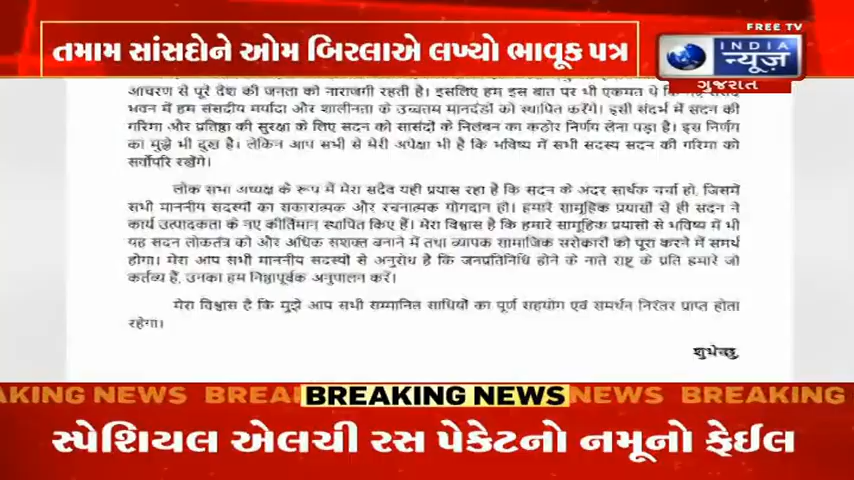 FREE TV
તમામ સાંસદોને ઓમ બિરલાએ લખ્યો ભાવૂક પત્ર
INDIA
न्यूज़
ગુજરાત
आचरण से पूरे देश की जनता को नाराजगी रहती है। इसलिए हम इस बात पर भी एकमत थे कि
भवन में हम संसदीय मर्यादा और शालीनता के उच्चतम मानदंडों को स्थापित करेंगे। इसी संदर्भ में सदन की
गरिमा और प्रतिष्ठा की सुरक्षा के लिए सदन को सांसदों के निलंबन का कठोर निर्णय लेना पड़ा है। इस निर्णय
का मुझे भी दुख है। लेकिन आप सभी से मेरी अपेक्षा भी है कि भविष्य में सभी सदस्य सदन की गरिमा को
सर्वोपरि रखेंगे।
लोक सभा अध्यक्ष के रूप में मेरा सदैव यही प्रयास रहा है कि सदन के अंदर सार्थक चर्चा हो, जिसमें
सभी माननीय सदस्यों का सकारात्मक और रचनात्मक योगदान हो। हमारे सामूहिक प्रयासों से ही सदन ने
कार्य उत्पादकता के नए कीर्तिमान स्थापित किए हैं। मेरा विश्वास है कि हमारे सामूहिक प्रयासों से भविष्य में भी
यह सदन लोकतंत्र को और अधिक सशक्त बनाने में तथा व्यापक सामाजिक सरोकारों को पूरा करने में समर्थ
होगा। मेरा आप सभी माननीय सदस्यों से अनुरोध है कि जनप्रतिनिधि होने के नाते राष्ट्र के प्रति हमारे जो
कर्तव्य हैं, उनका हम निष्ठापूर्वक अनुपालन करें।
मेरा विश्वास है कि मुझे आप सभी सम्मानित साथियों का पूर्ण सहयोग एवं समर्थन निरंतर प्राप्त होता
रहेगा।
शुभेच्छु,
AKING NEWS BREA BREAKING NEWS NEWS BREAKING
સ્પેશિયલ એલચી રસ પેકેટનો નમૂનો ફેઈલ